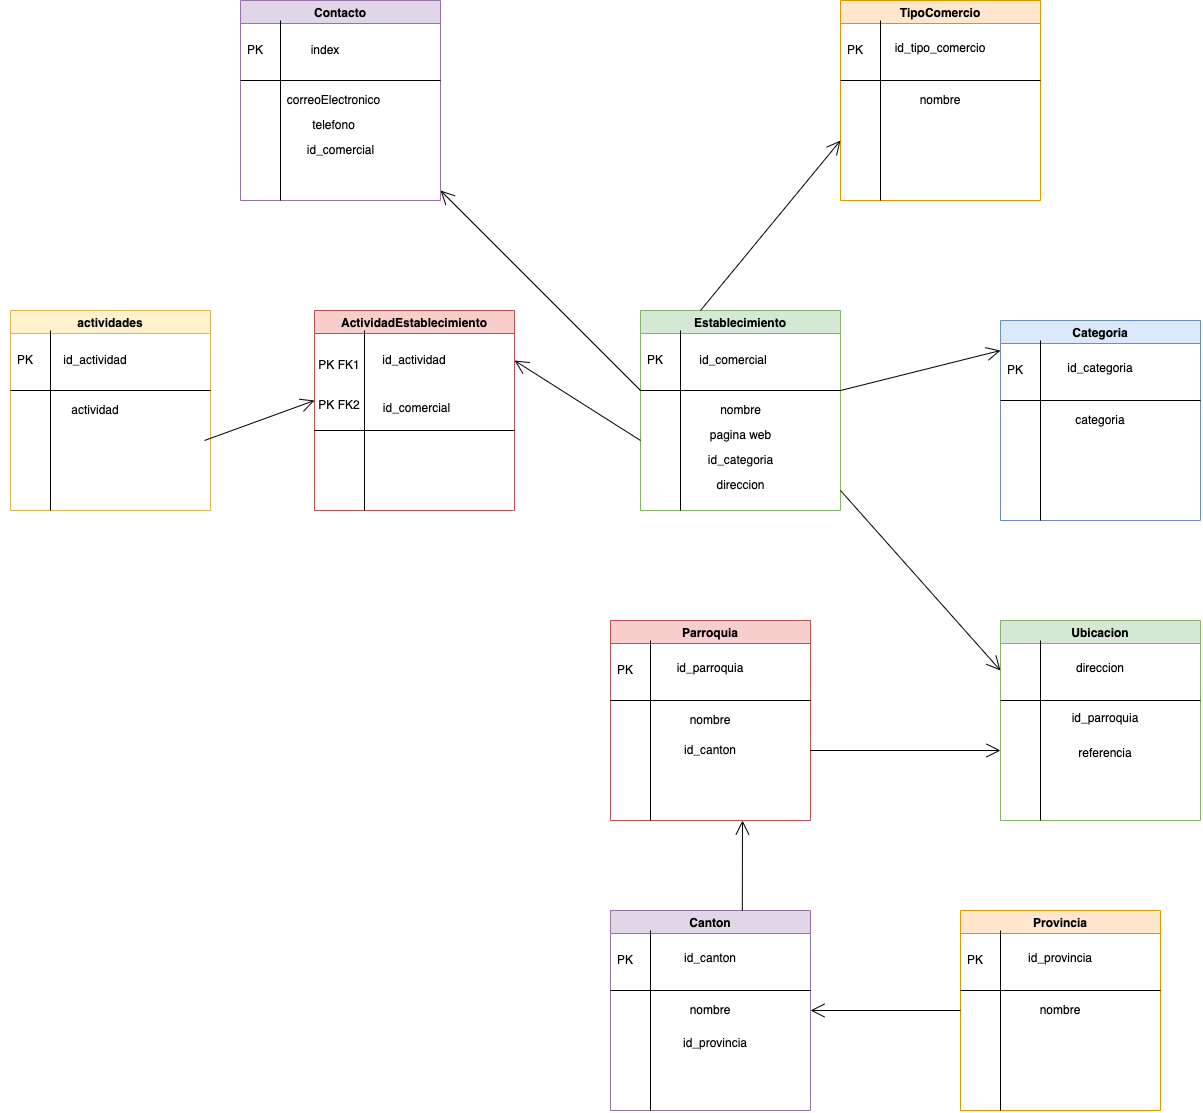 Contacto
PK index
correoElectronico
telefono
id_comercial
TipoComercio
PK id_tipo_comercio
nombre
actividades
PK id_actividad
actividad
ActividadEstablecimiento
PK FK1 id_actividad
PK FK2 id_comercial
Establecimiento
PK id_comercial
nombre
pagina web
id_categoria
direccion
Categoria
PK id_categoria
categoria
Parroquia
PK id_parroquia
nombre
id_canton
Ubicacion
direccion
id_parroquia
referencia
Canton
PK id_canton
nombre
id_provincia
Provincia
PK id_provincia
nombre